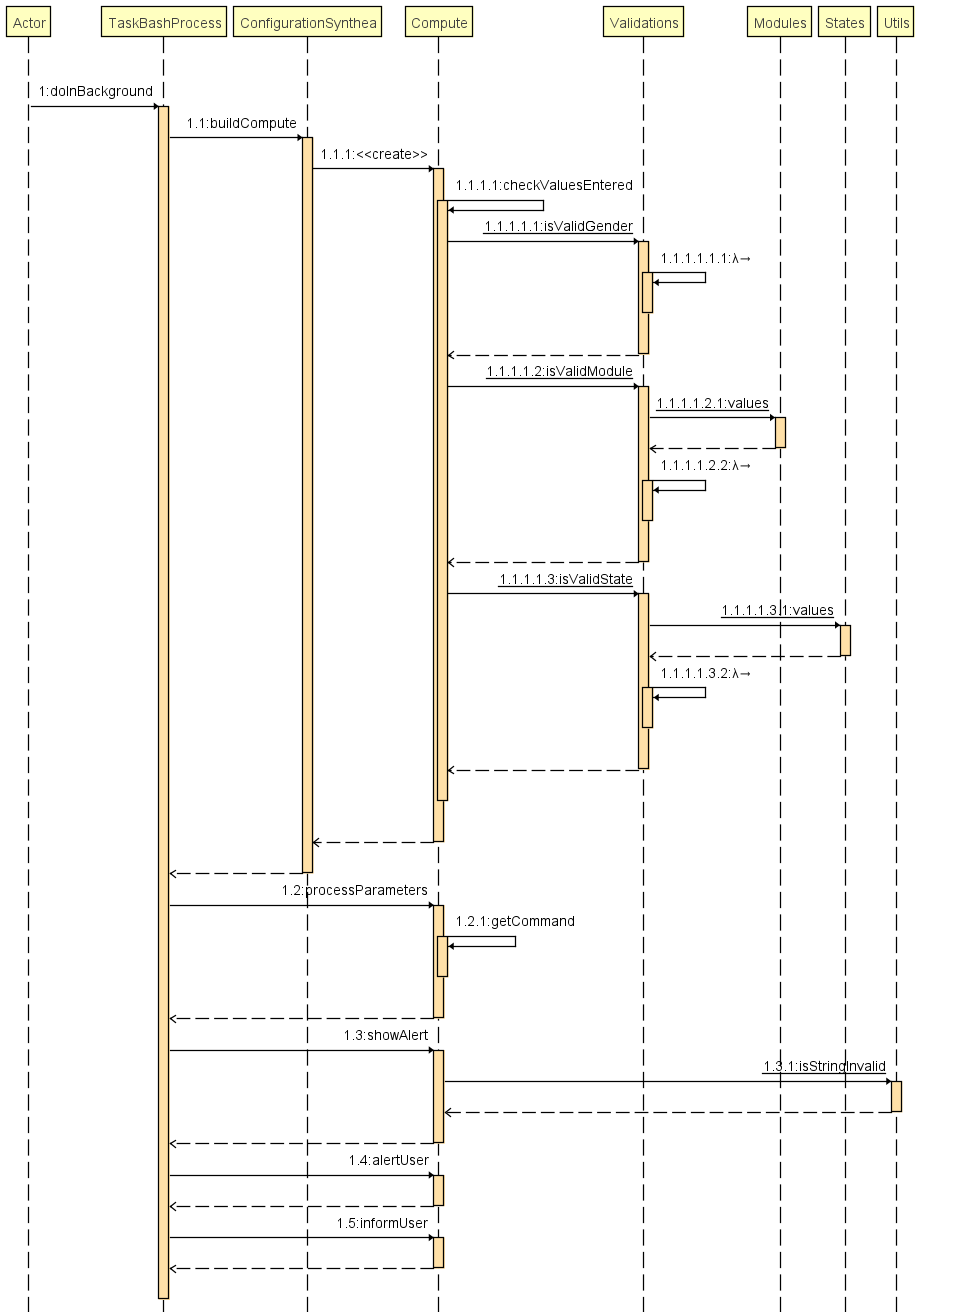 Actor
TaskBashProcess
ConfigurationSynthea
Compute
Validations
Modules
States
Utils
1:doInBackground
1.1:buildCompute
1.1.1:<<create>>
1.1.1.1:checkValuesEntered
1.1.1.1.1:isValidGender
1.1.1.1.1.1:λ→
1.1.1.1.2:isValidModule
1.1.1.1.2.1:values
1.1.1.1.2.2:λ→
1.1.1.1.3:isValidState
1.1.1.1.3.1:values
1.1.1.1.3.2:λ→
1.2:processParameters
1.2.1:getCommand
1.3:showAlert
1.3.1:isStringInvalid
1.4:alertUser
1.5:informUser